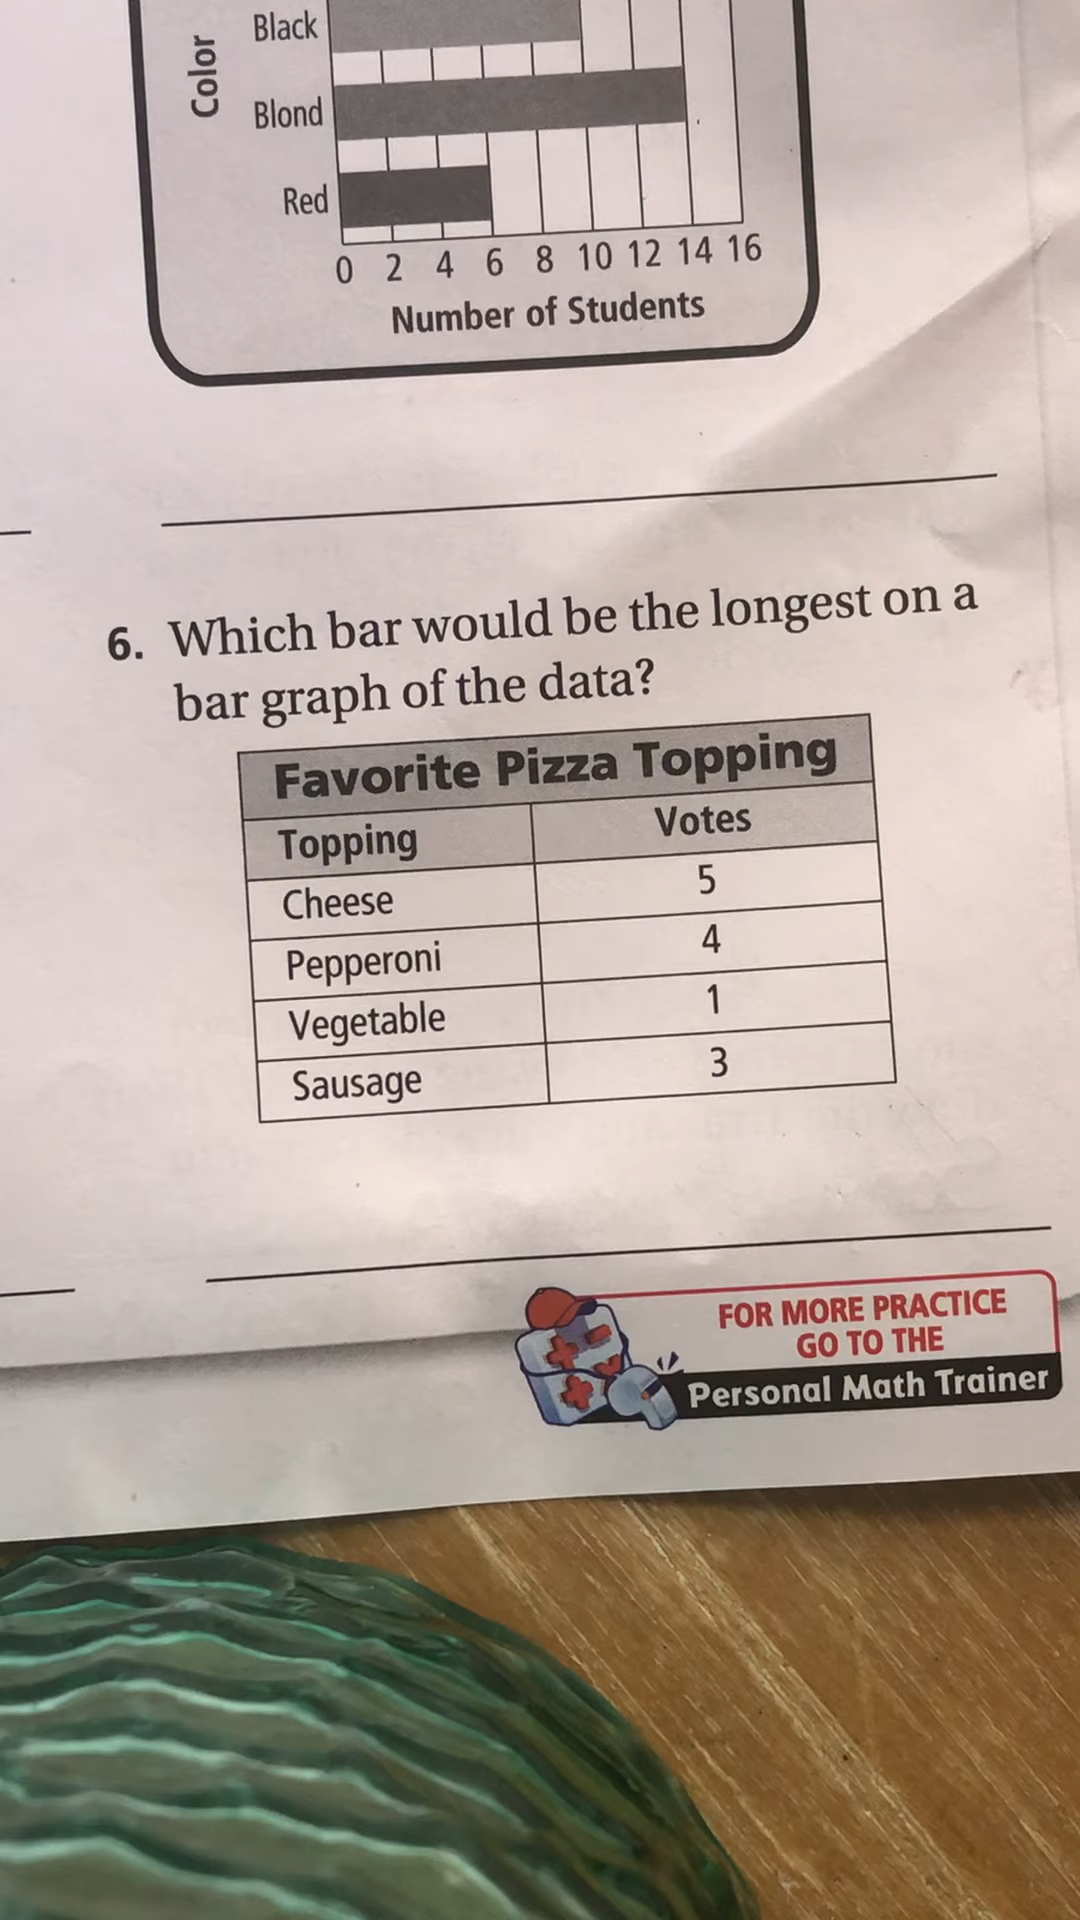 Color
Black
Blond
Red
0 2 4 6 8 10 12 14 16
Number of Students
6. Which bar would be the longest on a
bar graph of the data?
Favorite Pizza Topping
Topping Votes
Cheese 5
Pepperoni 4
Vegetable 1
Sausage 3
FOR MORE PRACTICE
GO TO THE
Personal Math Trainer